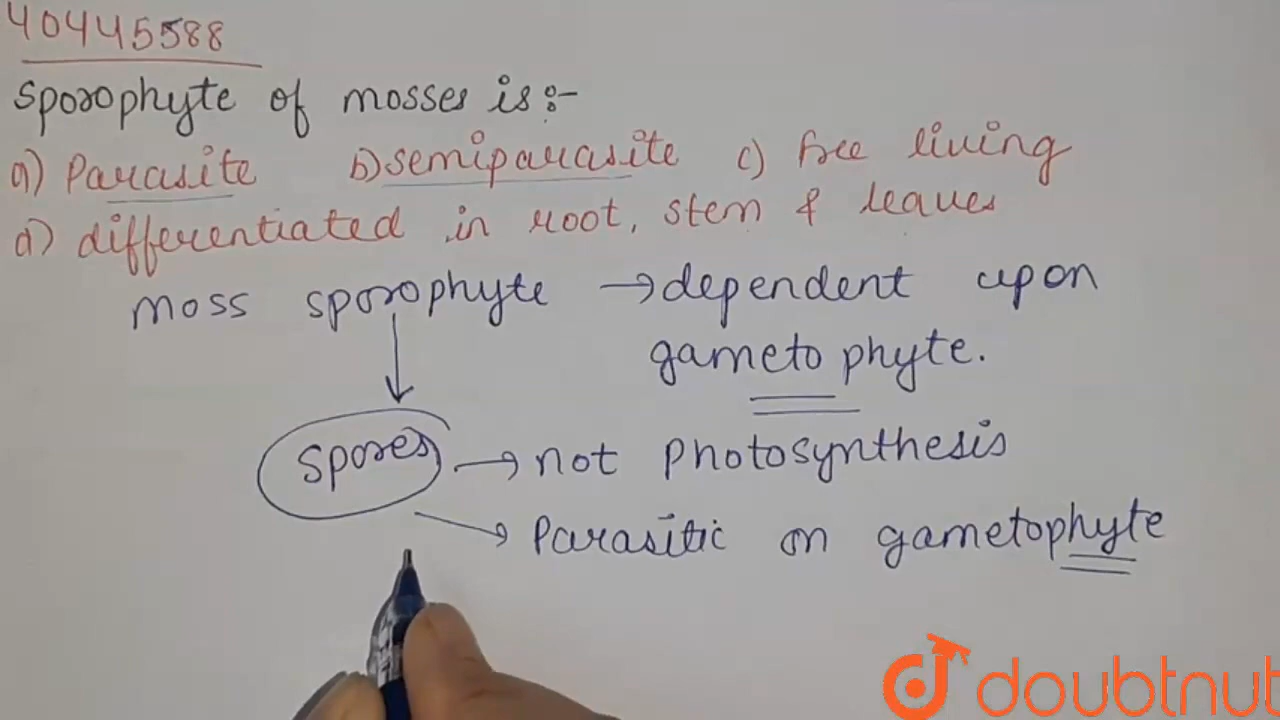 40445588
Sporophyte of mosses is :-
a) Parasite b) semiparasite c) free living
d) differentiated in root, stem & leaves
moss sporophyte → dependent upon
gametophyte.
spores → not photosynthesis
→ Parasitic on gametophyte
doubtnut